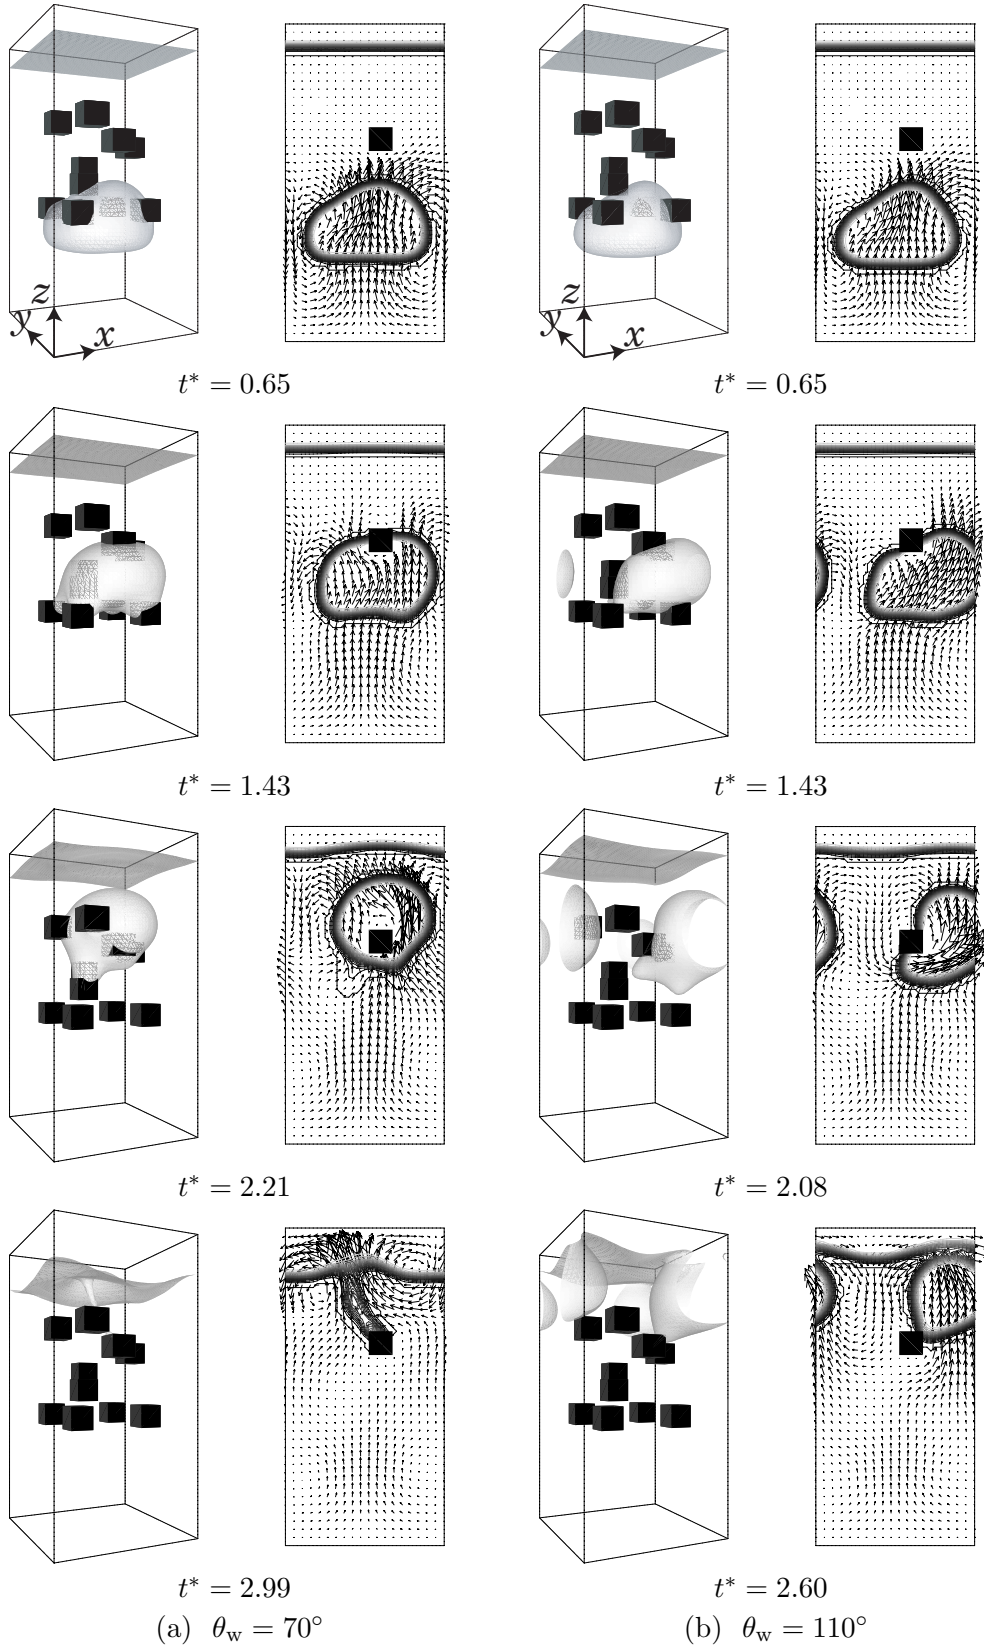 z
y
x
z
y
x
t* = 0.65
t* = 0.65
t* = 1.43
t* = 1.43
t* = 2.21
t* = 2.08
t* = 2.99
t* = 2.60
(a) θw = 70°
(b) θw = 110°